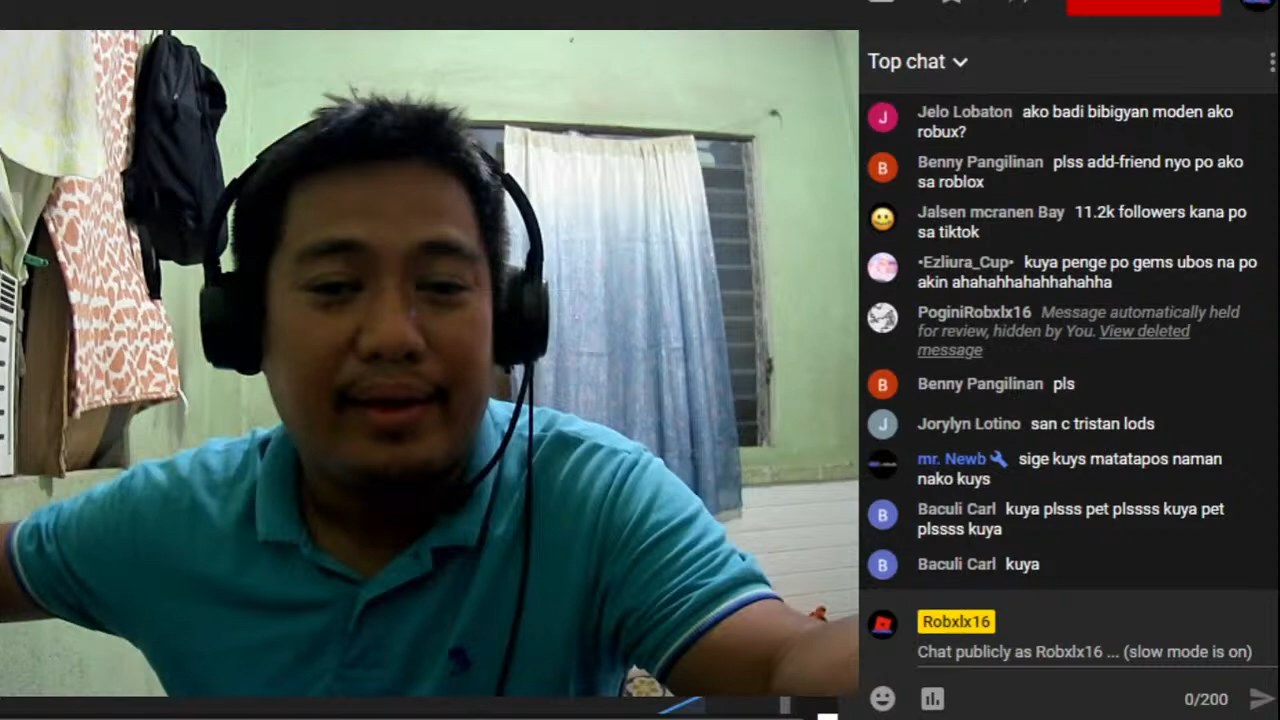 Top chat
Jelo Lobaton ako badi bibigyan moden ako
robux?
Benny Pangilinan plss add-friend nyo po ako
sa roblox
Jalsen mcranen Bay 11.2k followers kana po
sa tiktok
•Ezliura_Cup• kuya penge po gems ubos na po
akin ahahahhahahhahahha
PoginiRobxlx16 Message automatically held
for review, hidden by You. View deleted
message
Benny Pangilinan pls
Jorylyn Lotino san c tristan lods
mr. Newb sige kuys matatapos naman
nako kuys
Baculi Carl kuya plsss pet plssss kuya pet
plssss kuya
Baculi Carl kuya
Robxlx16
Chat publicly as Robxlx16 ... (slow mode is on)
0/200